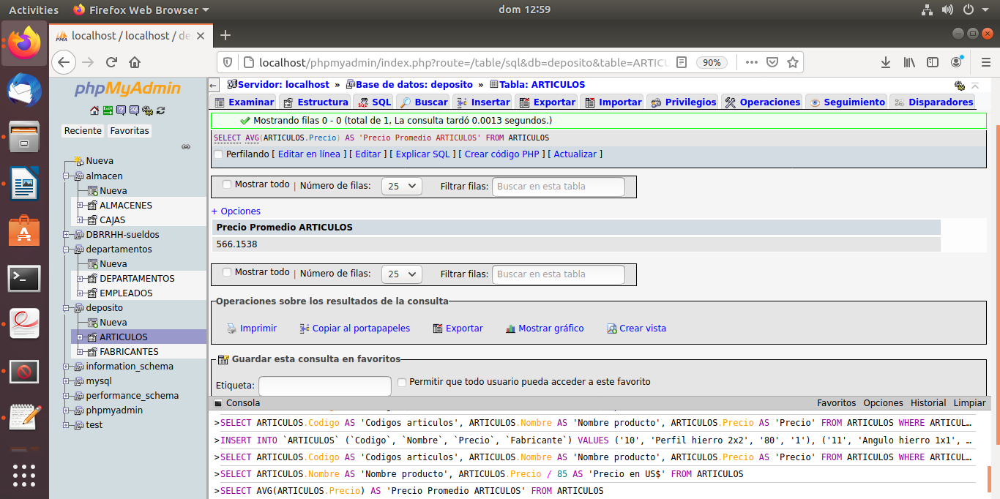 Activities
Firefox Web Browser
dom 12:59
localhost / localhost / de
localhost/phpmyadmin/index.php?route=/table/sql&db=deposito&table=ARTICU
90%
phpMyAdmin
Reciente Favoritas
Nueva
almacen
Nueva
ALMACENES
CAJAS
DBRRHH-sueldos
departamentos
Nueva
DEPARTAMENTOS
EMPLEADOS
deposito
Nueva
ARTICULOS
FABRICANTES
information_schema
mysql
performance_schema
phpmyadmin
test
Servidor: localhost » Base de datos: deposito » Tabla: ARTICULOS
Examinar Estructura SQL Buscar Insertar Exportar Importar Privilegios Operaciones Seguimiento Disparadores
Mostrando filas 0 - 0 (total de 1, La consulta tardó 0.0013 segundos.)
SELECT AVG(ARTICULOS.Precio) AS 'Precio Promedio ARTICULOS' FROM ARTICULOS
Perfilando [ Editar en línea ] [ Editar ] [ Explicar SQL ] [ Crear código PHP ] [ Actualizar ]
Mostrar todo | Número de filas: 25 Filtrar filas: Buscar en esta tabla
+ Opciones
Precio Promedio ARTICULOS
566.1538
Mostrar todo | Número de filas: 25 Filtrar filas: Buscar en esta tabla
Operaciones sobre los resultados de la consulta
Imprimir Copiar al portapapeles Exportar Mostrar gráfico Crear vista
Guardar esta consulta en favoritos
Etiqueta: Permitir que todo usuario pueda acceder a este favorito
Consola Favoritos Opciones Historial Limpiar
>SELECT ARTICULOS.Codigo AS 'Codigos articulos', ARTICULOS.Nombre AS 'Nombre producto', ARTICULOS.Precio AS 'Precio' FROM ARTICULOS WHERE ARTICUL…
>INSERT INTO `ARTICULOS` (`Codigo`, `Nombre`, `Precio`, `Fabricante`) VALUES ('10', 'Perfil hierro 2x2', '80', '1'), ('11', 'Angulo hierro 1x1', …
>SELECT ARTICULOS.Codigo AS 'Codigos articulos', ARTICULOS.Nombre AS 'Nombre producto', ARTICULOS.Precio AS 'Precio' FROM ARTICULOS WHERE ARTICUL…
>SELECT ARTICULOS.Nombre AS 'Nombre producto', ARTICULOS.Precio / 85 AS 'Precio en US$' FROM ARTICULOS
>SELECT AVG(ARTICULOS.Precio) AS 'Precio Promedio ARTICULOS' FROM ARTICULOS